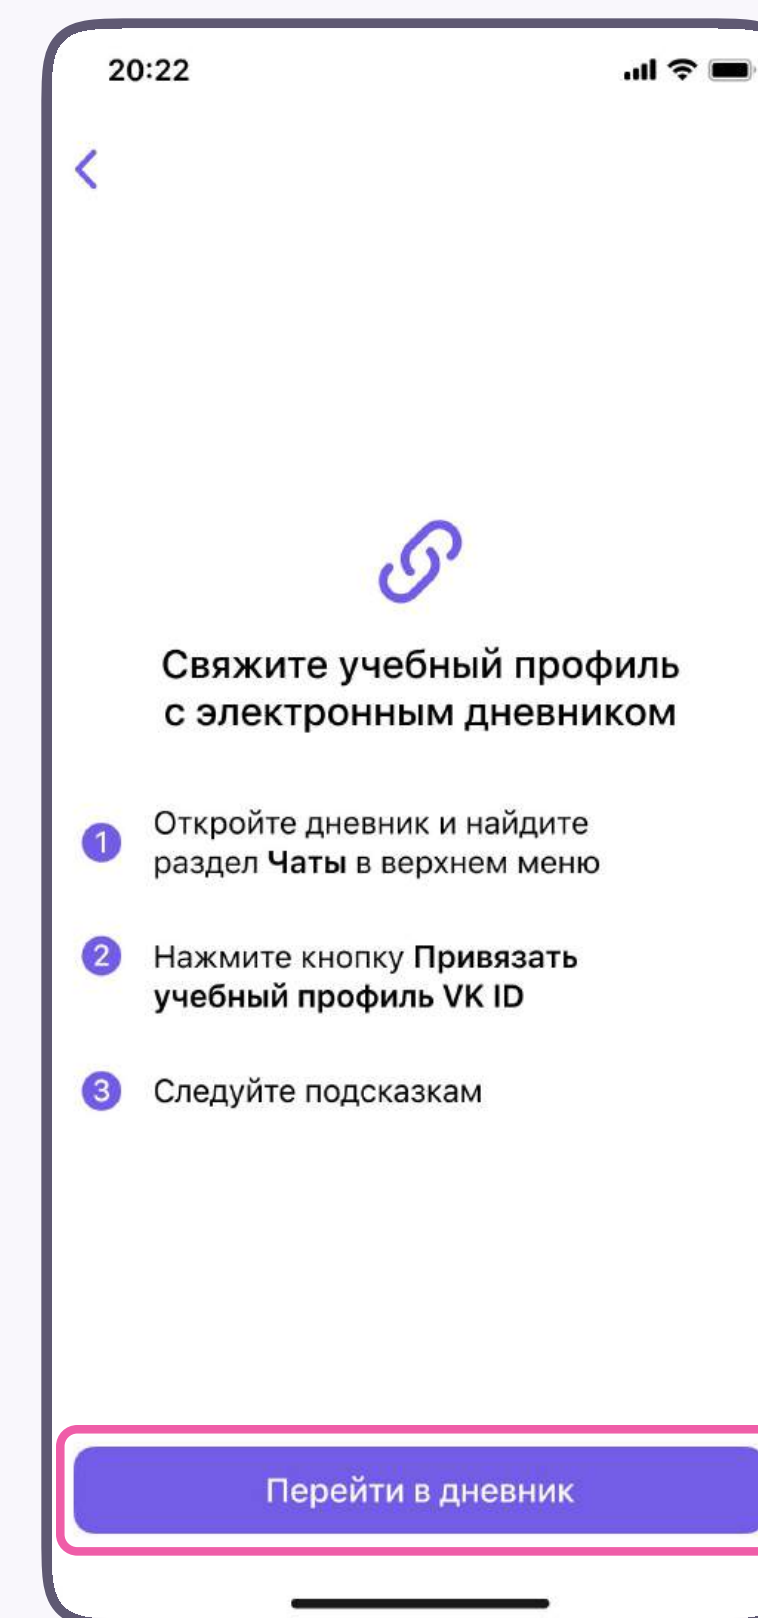 20:22
Свяжите учебный профиль
с электронным дневником
1
Откройте дневник и найдите
раздел Чаты в верхнем меню
2
Нажмите кнопку Привязать
учебный профиль VK ID
3
Следуйте подсказкам
Перейти в дневник